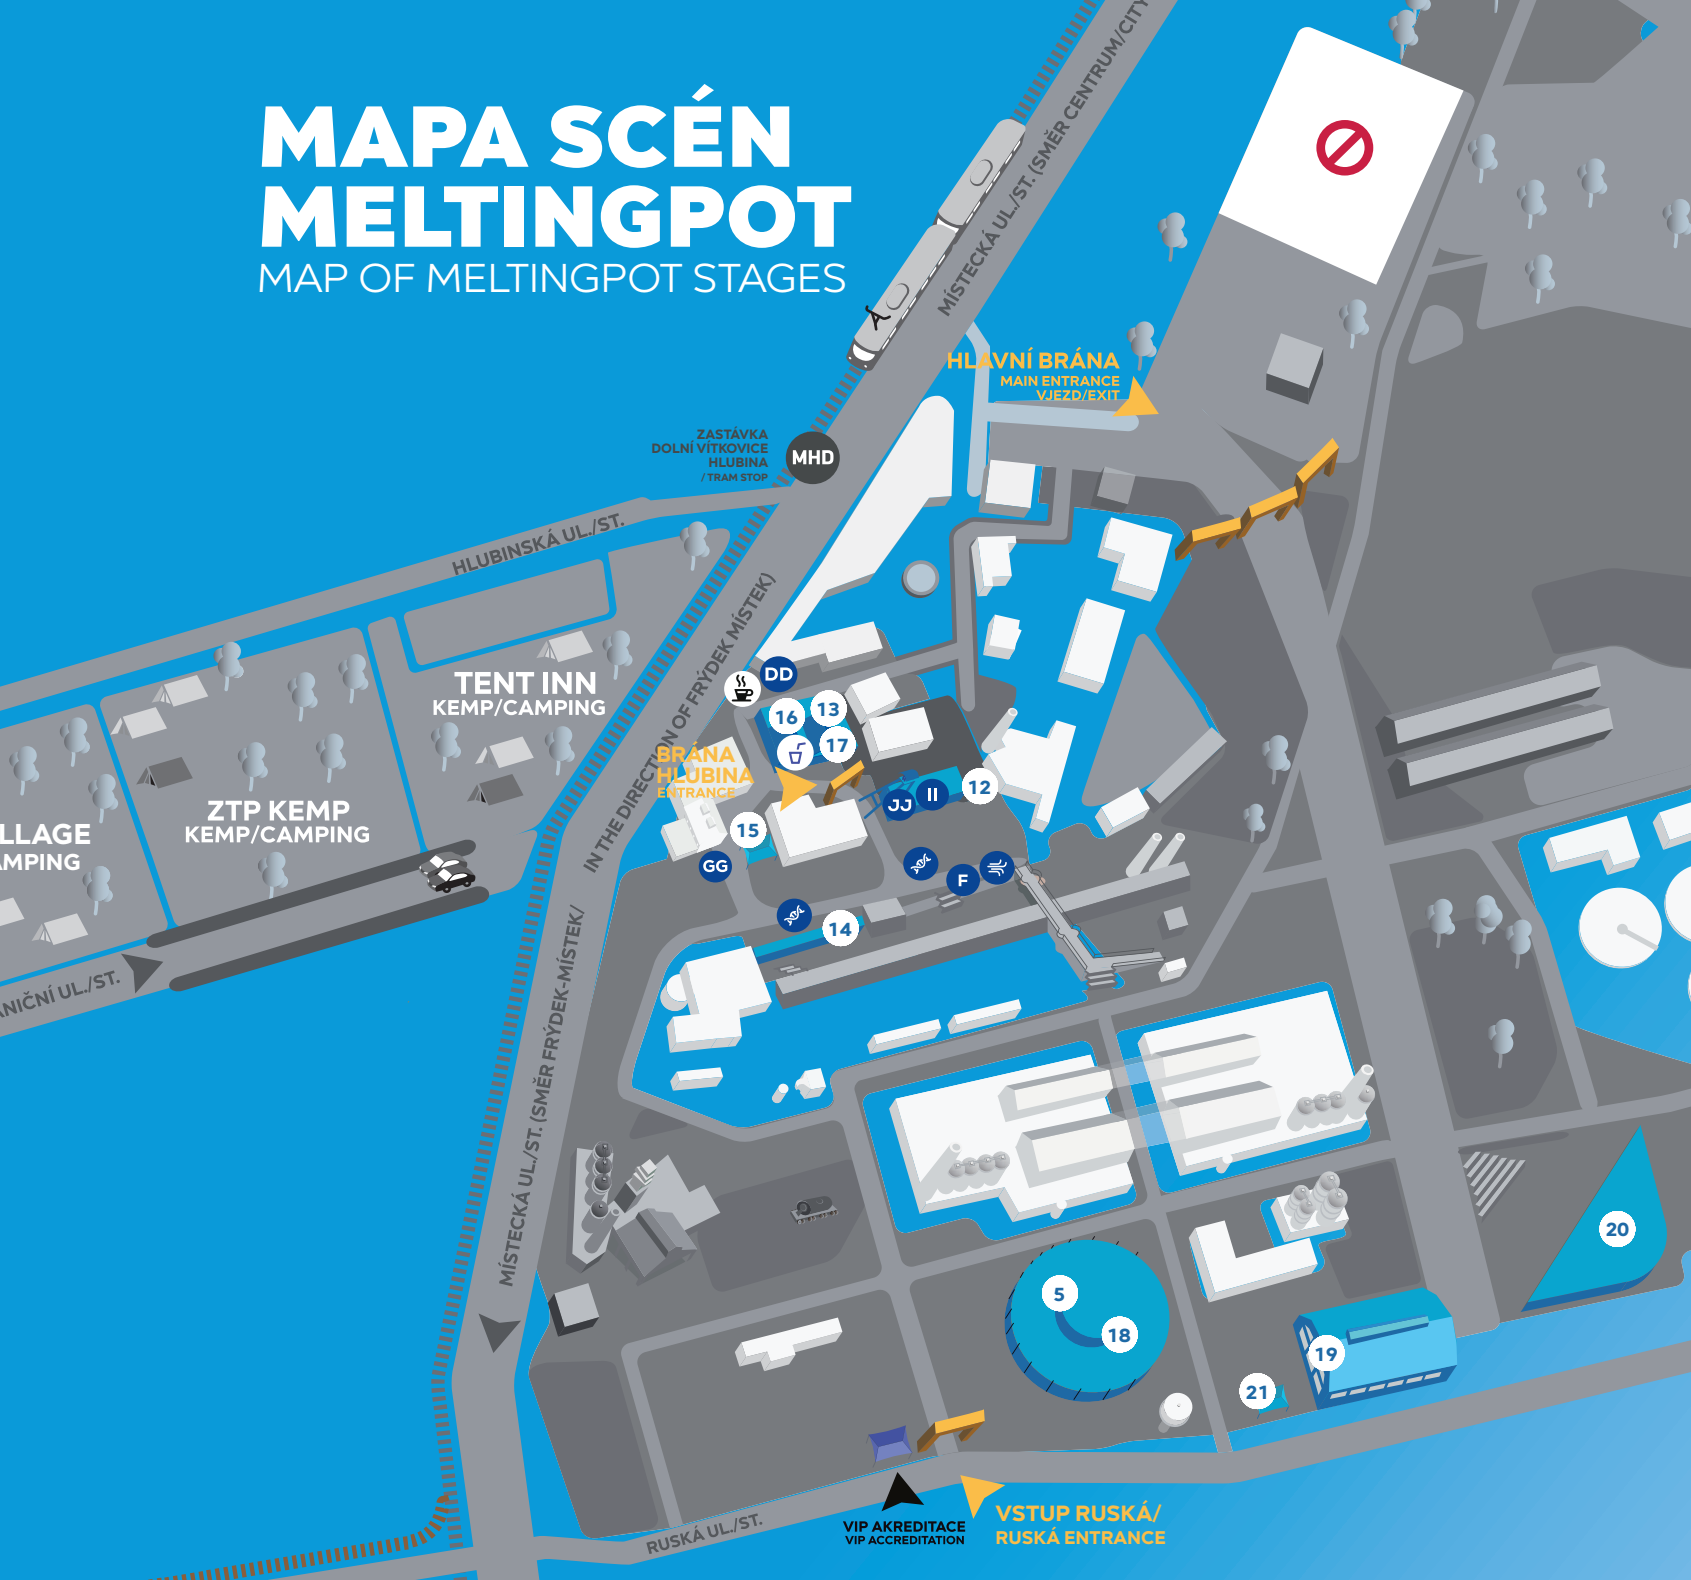 MAPA SCÉN
MELTINGPOT
MAP OF MELTINGPOT STAGES
MÍSTECKÁ UL./ST. (SMĚR CENTRUM/CITY
HLAVNÍ BRÁNA
MAIN ENTRANCE
VJEZD/EXIT
ZASTÁVKA
DOLNÍ VÍTKOVICE
HLUBINA
/ TRAM STOP
MHD
HLUBINSKÁ UL./ST.
IN THE DIRECTION OF FRÝDEK MÍSTEK)
TENT INN
KEMP/CAMPING
DD
16
13
17
BRÁNA
HLUBINA
ENTRANCE
12
II
JJ
ZTP KEMP
KEMP/CAMPING
LLAGE
AMPING
15
GG
F
14
ANIČNÍ UL./ST.
MÍSTECKÁ UL./ST. (SMĚR FRÝDEK-MÍSTEK/
20
5
18
19
21
VIP AKREDITACE
VIP ACCREDITATION
VSTUP RUSKÁ/
RUSKÁ ENTRANCE
RUSKÁ UL./ST.